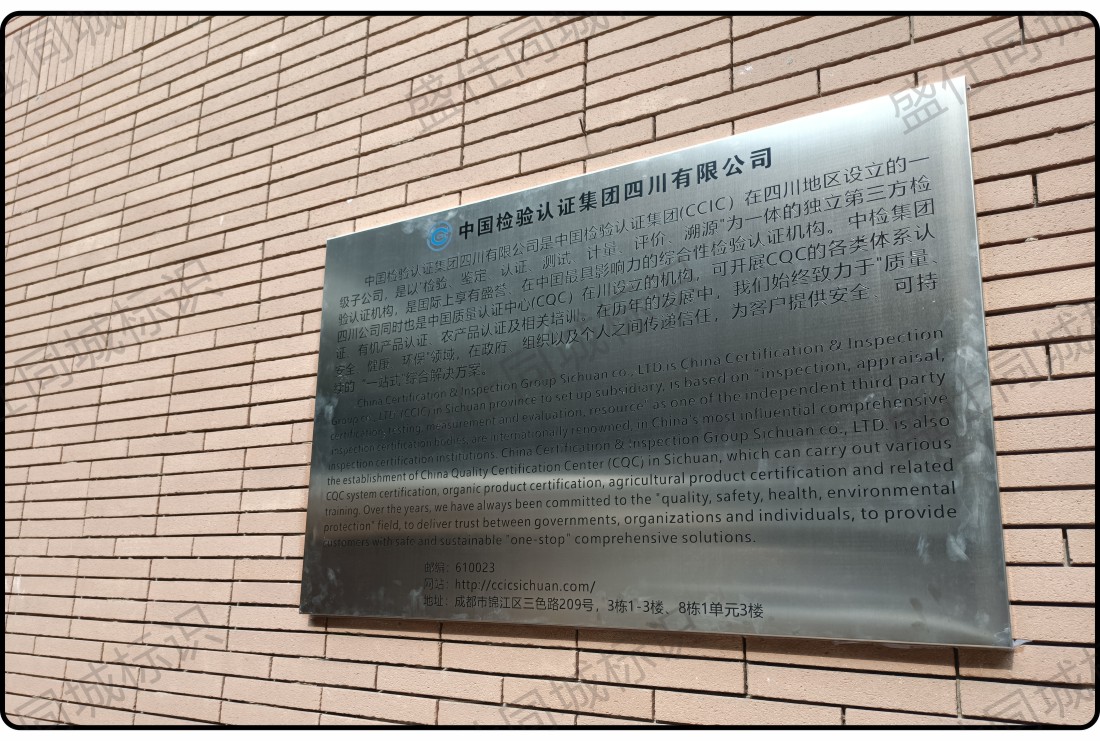 中国检验认证集团四川有限公司
中国检验认证集团四川有限公司是中国检验认证集团(CCIC）在四川地区设立的一
级子公司，是以"检验、鉴定、认证、测试、计量、评价、溯源"为一体的独立第三方检
验认证机构，是国际上享有盛誉、在中国最具影响力的综合性检验认证机构。中检集团
四川公司同时也是中国质量认证中心(CQC）在川设立的机构，可开展CQC的各类体系认
证、有机产品认证、农产品认证及相关培训。在历年的发展中，我们始终致力于"质量、
安全、健康、环保"领域，在政府、组织以及个人之间传递信任，为客户提供安全、可持
续的"一站式"综合解决方案。
China Certification & Inspection Group Sichuan co., LTD is China Certification & Inspection
Group co., LTD. (CCIC) in Sichuan province to set up subsidiary, is based on "inspection, appraisal,
certification, testing, measurement and evaluation, resource" as one of the independent third party
inspection certification bodies, are internationally renowned, in China's most influential comprehensive
inspection certification institutions. China Certification & Inspection Group Sichuan co., LTD. is also
the establishment of China Quality Certification Center (CQC) in Sichuan, which can carry out various
CQC system certification, organic product certification, agricultural product certification and related
training. Over the years, we have always been committed to the "quality, safety, health, environmental
protection" field, to deliver trust between governments, organizations and individuals, to provide
customers with safe and sustainable "one-stop" comprehensive solutions.
邮编：610023
网站：http://ccicsichuan.com/
地址：成都市锦江区三色路209号，3栋1-3楼、8栋1单元3楼
盛仕同城标识